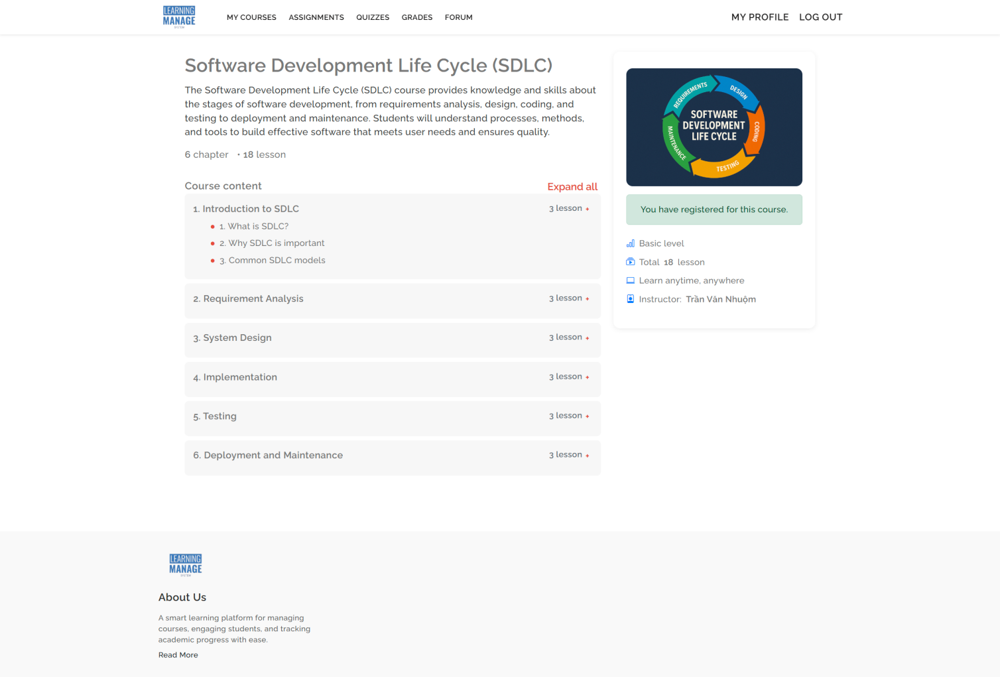 LEARNING
MANAGE
SYSTEM
MY COURSES ASSIGNMENTS QUIZZES GRADES FORUM
MY PROFILE LOG OUT
Software Development Life Cycle (SDLC)
The Software Development Life Cycle (SDLC) course provides knowledge and skills about
the stages of software development, from requirements analysis, design, coding, and
testing to deployment and maintenance. Students will understand processes, methods,
and tools to build effective software that meets user needs and ensures quality.
6 chapter • 18 lesson
Course content
Expand all
1. Introduction to SDLC
3 lesson +
1. What is SDLC?
2. Why SDLC is important
3. Common SDLC models
2. Requirement Analysis
3 lesson +
3. System Design
3 lesson +
4. Implementation
3 lesson +
5. Testing
3 lesson +
6. Deployment and Maintenance
3 lesson +
REQUIREMENTS
DESIGN
CODING
TESTING
MAINTENANCE
SOFTWARE
DEVELOPMENT
LIFE CYCLE
You have registered for this course.
Basic level
Total 18 lesson
Learn anytime, anywhere
Instructor: Trần Văn Nhuộm
LEARNING
MANAGE
SYSTEM
About Us
A smart learning platform for managing
courses, engaging students, and tracking
academic progress with ease.
Read More